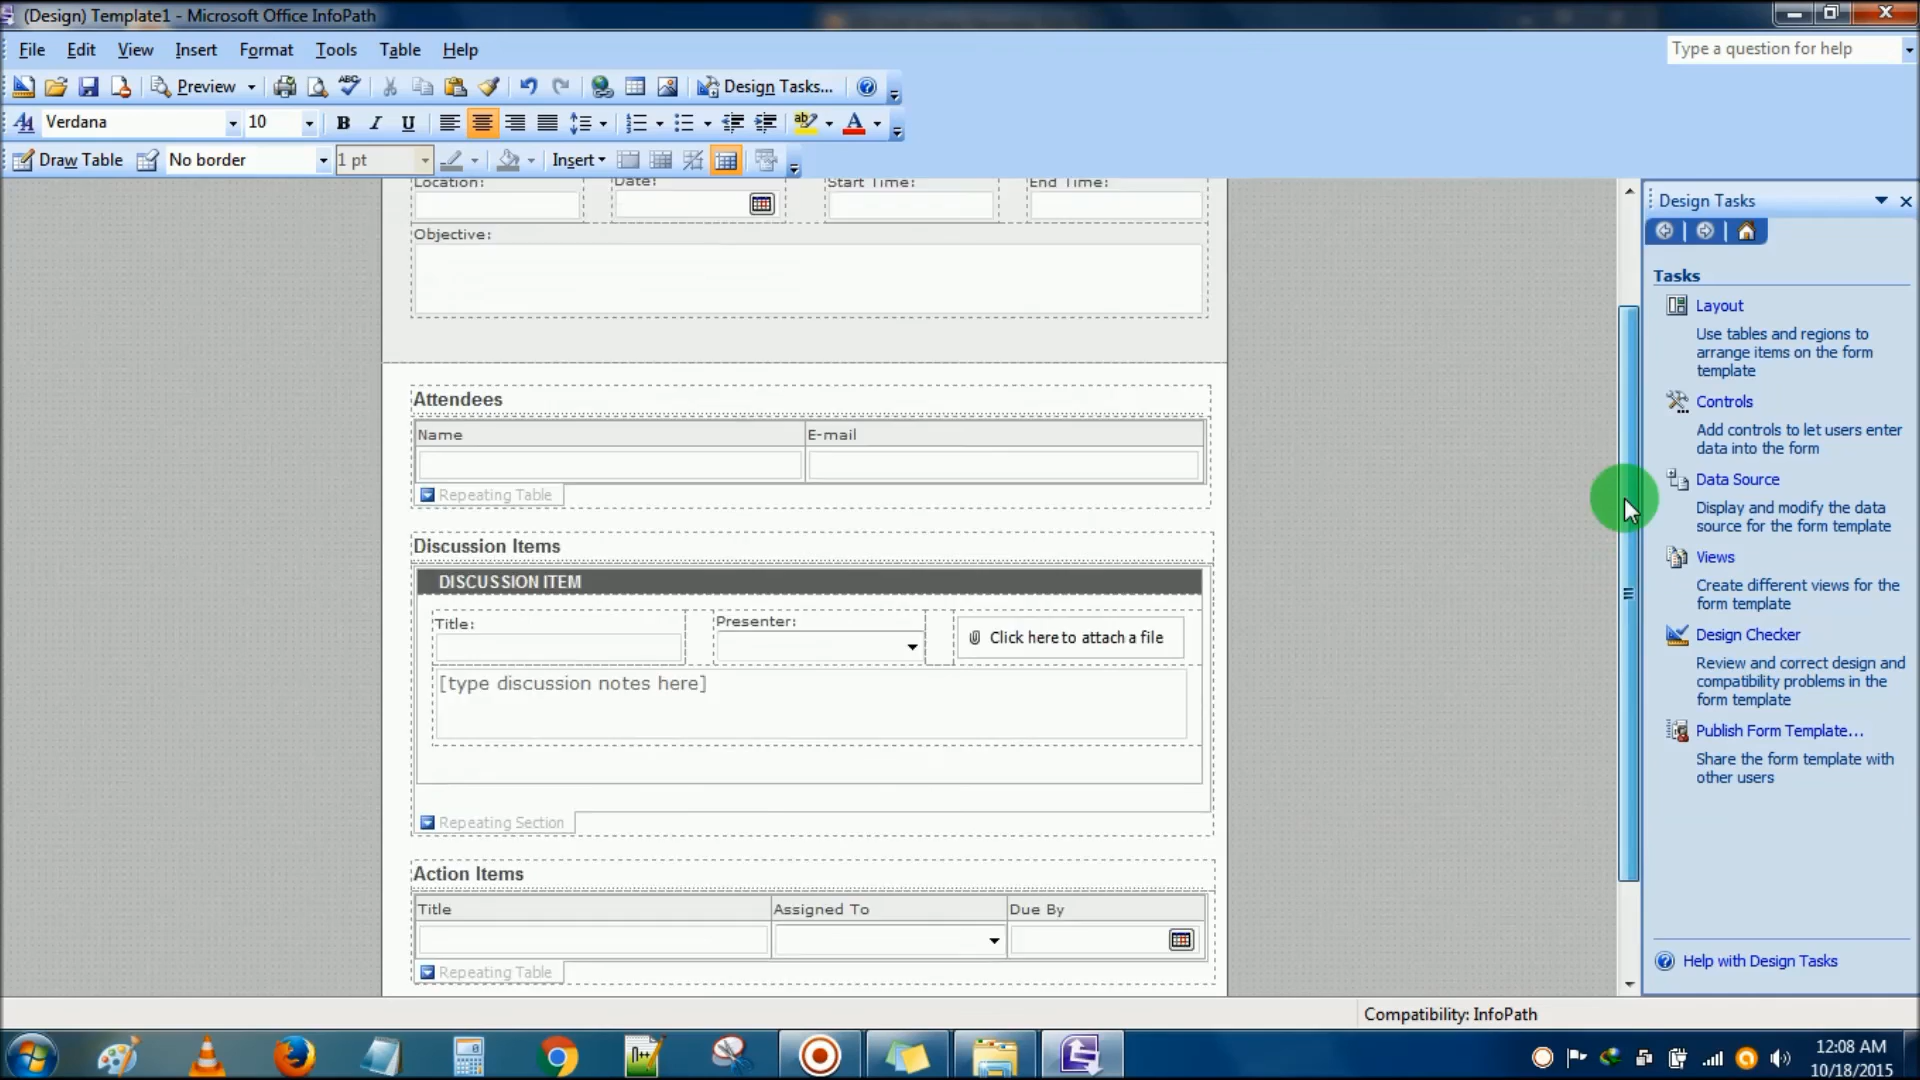 (Design) Template1 - Microsoft Office InfoPath
File Edit View Insert Format Tools Table Help
Type a question for help
Preview
ABC
Design Tasks...
Verdana
10
B I U
ab
A
Draw Table
No border
1 pt
Insert
Location:
Date:
Start Time:
End Time:
Objective:
Attendees
Name
E-mail
Repeating Table
Discussion Items
DISCUSSION ITEM
Title:
Presenter:
Click here to attach a file
[type discussion notes here]
Repeating Section
Action Items
Title
Assigned To
Due By
Repeating Table
Design Tasks
Tasks
Layout
Use tables and regions to
arrange items on the form
template
Controls
Add controls to let users enter
data into the form
Data Source
Display and modify the data
source for the form template
Views
Create different views for the
form template
Design Checker
Review and correct design and
compatibility problems in the
form template
Publish Form Template...
Share the form template with
other users
Help with Design Tasks
Compatibility: InfoPath
12:08 AM
10/18/2015